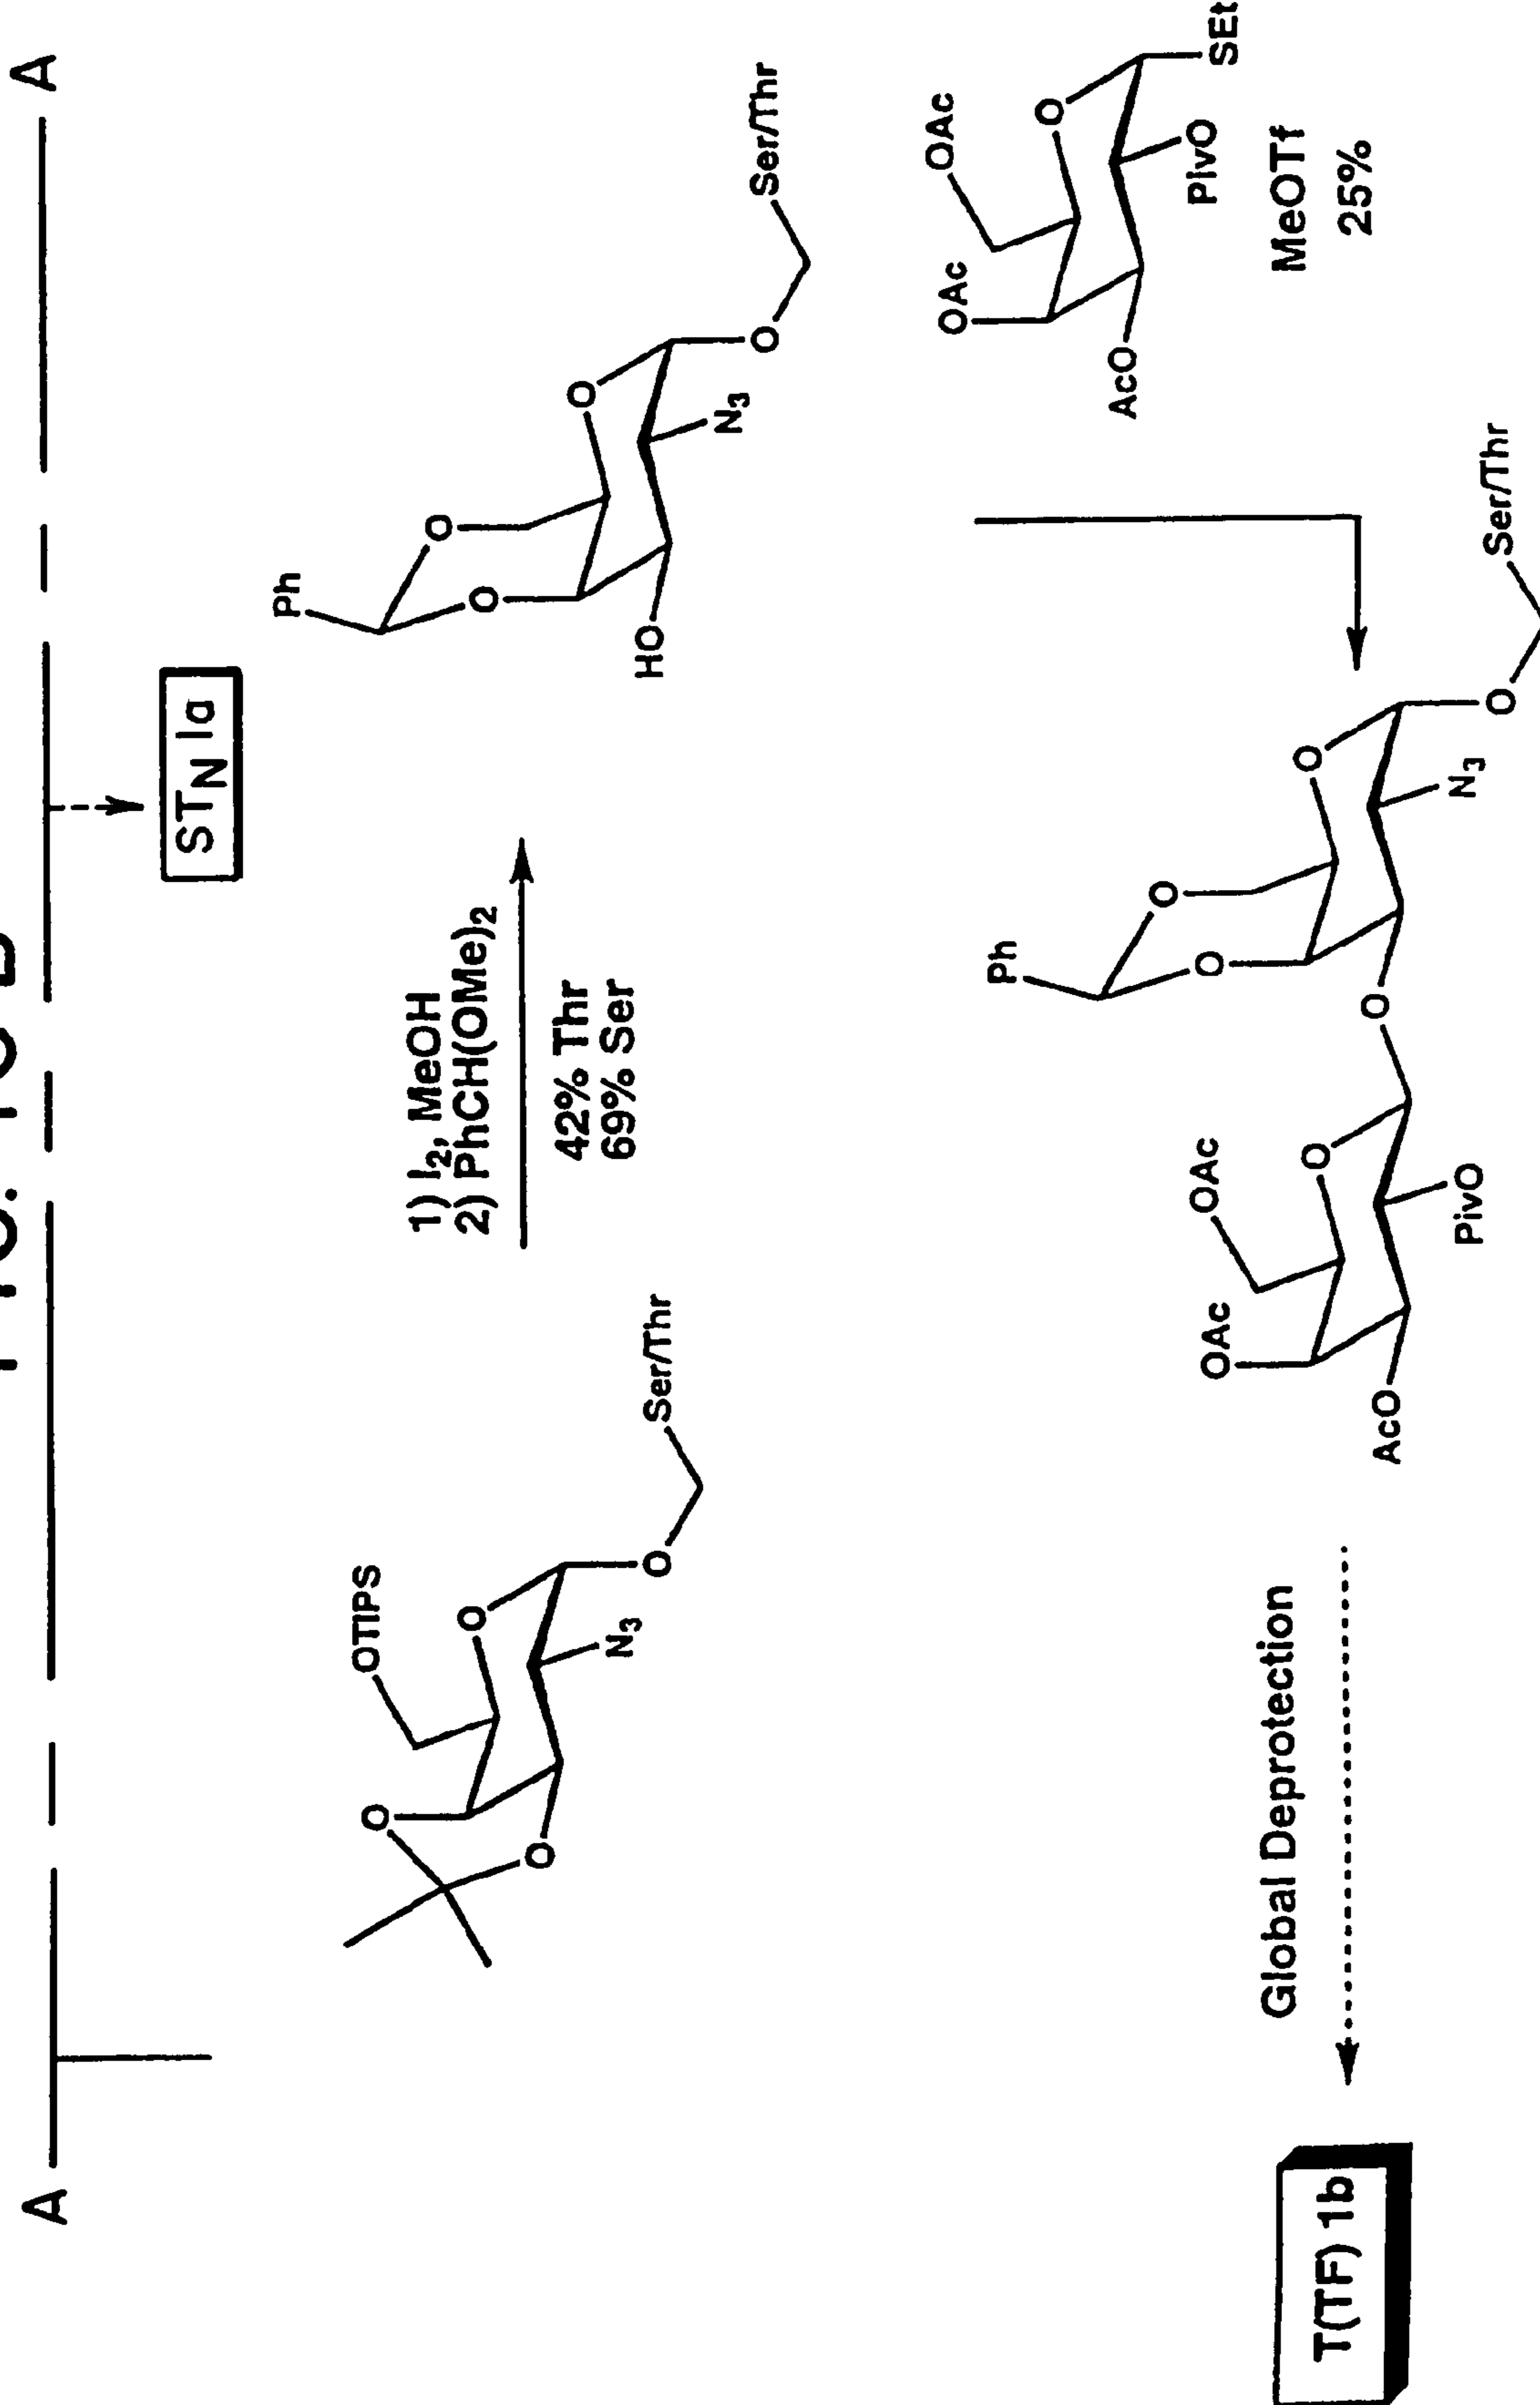 A
A
STN Ia
Ph
OTIPS
O
O
1) I2, MeOH
2) PhCH(OMe)2
O
O
O
O
42% Thr
69% Ser
N3
O
Ser/Thr
HO
N3
O
Ser/Thr
OAc
OAc
O
AcO
PivO
SEt
MeOTf
25%
Ph
O
O
OAc
OAc
O
O
O
AcO
PivO
N3
O
Ser/Thr
Global Deprotection
T(TF) 1b